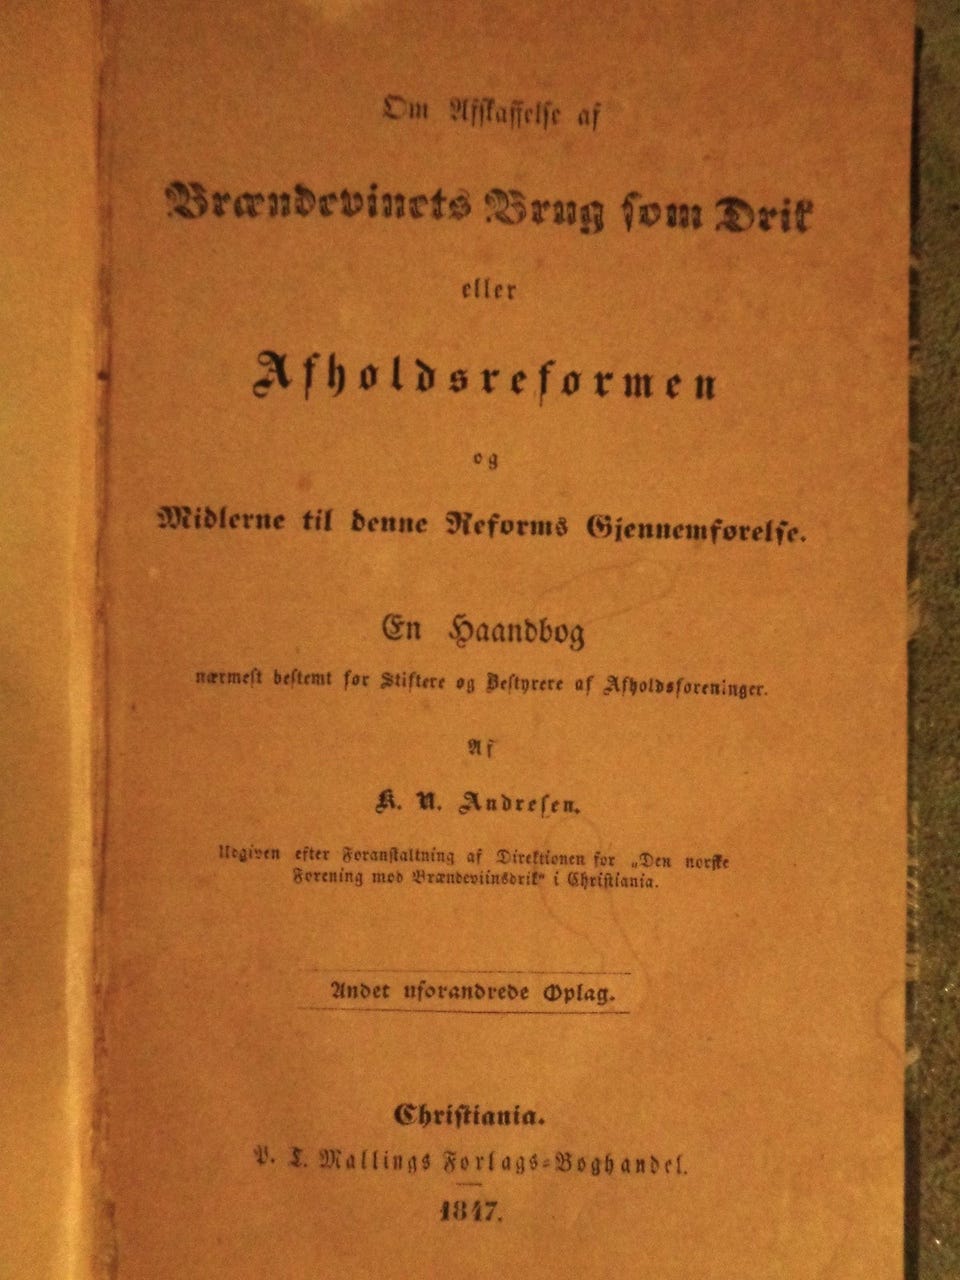 Om Afskaffelse af
Brændevinets Brug som Drik
eller
Afholdsreformen
og
Midlerne til denne Reforms Gjennemførelse.
En Haandbog
nærmest bestemt for Stiftere og Bestyrere af Afholdsforeninger.
Af
K. N. Andresen.
Udgiven efter Foranstaltning af Direktionen for „Den norske
Forening mod Brændeviinsdrik“ i Christiania.
Andet uforandrede Oplag.
Christiania.
P. T. Mallings Forlags-Boghandel.
1847.